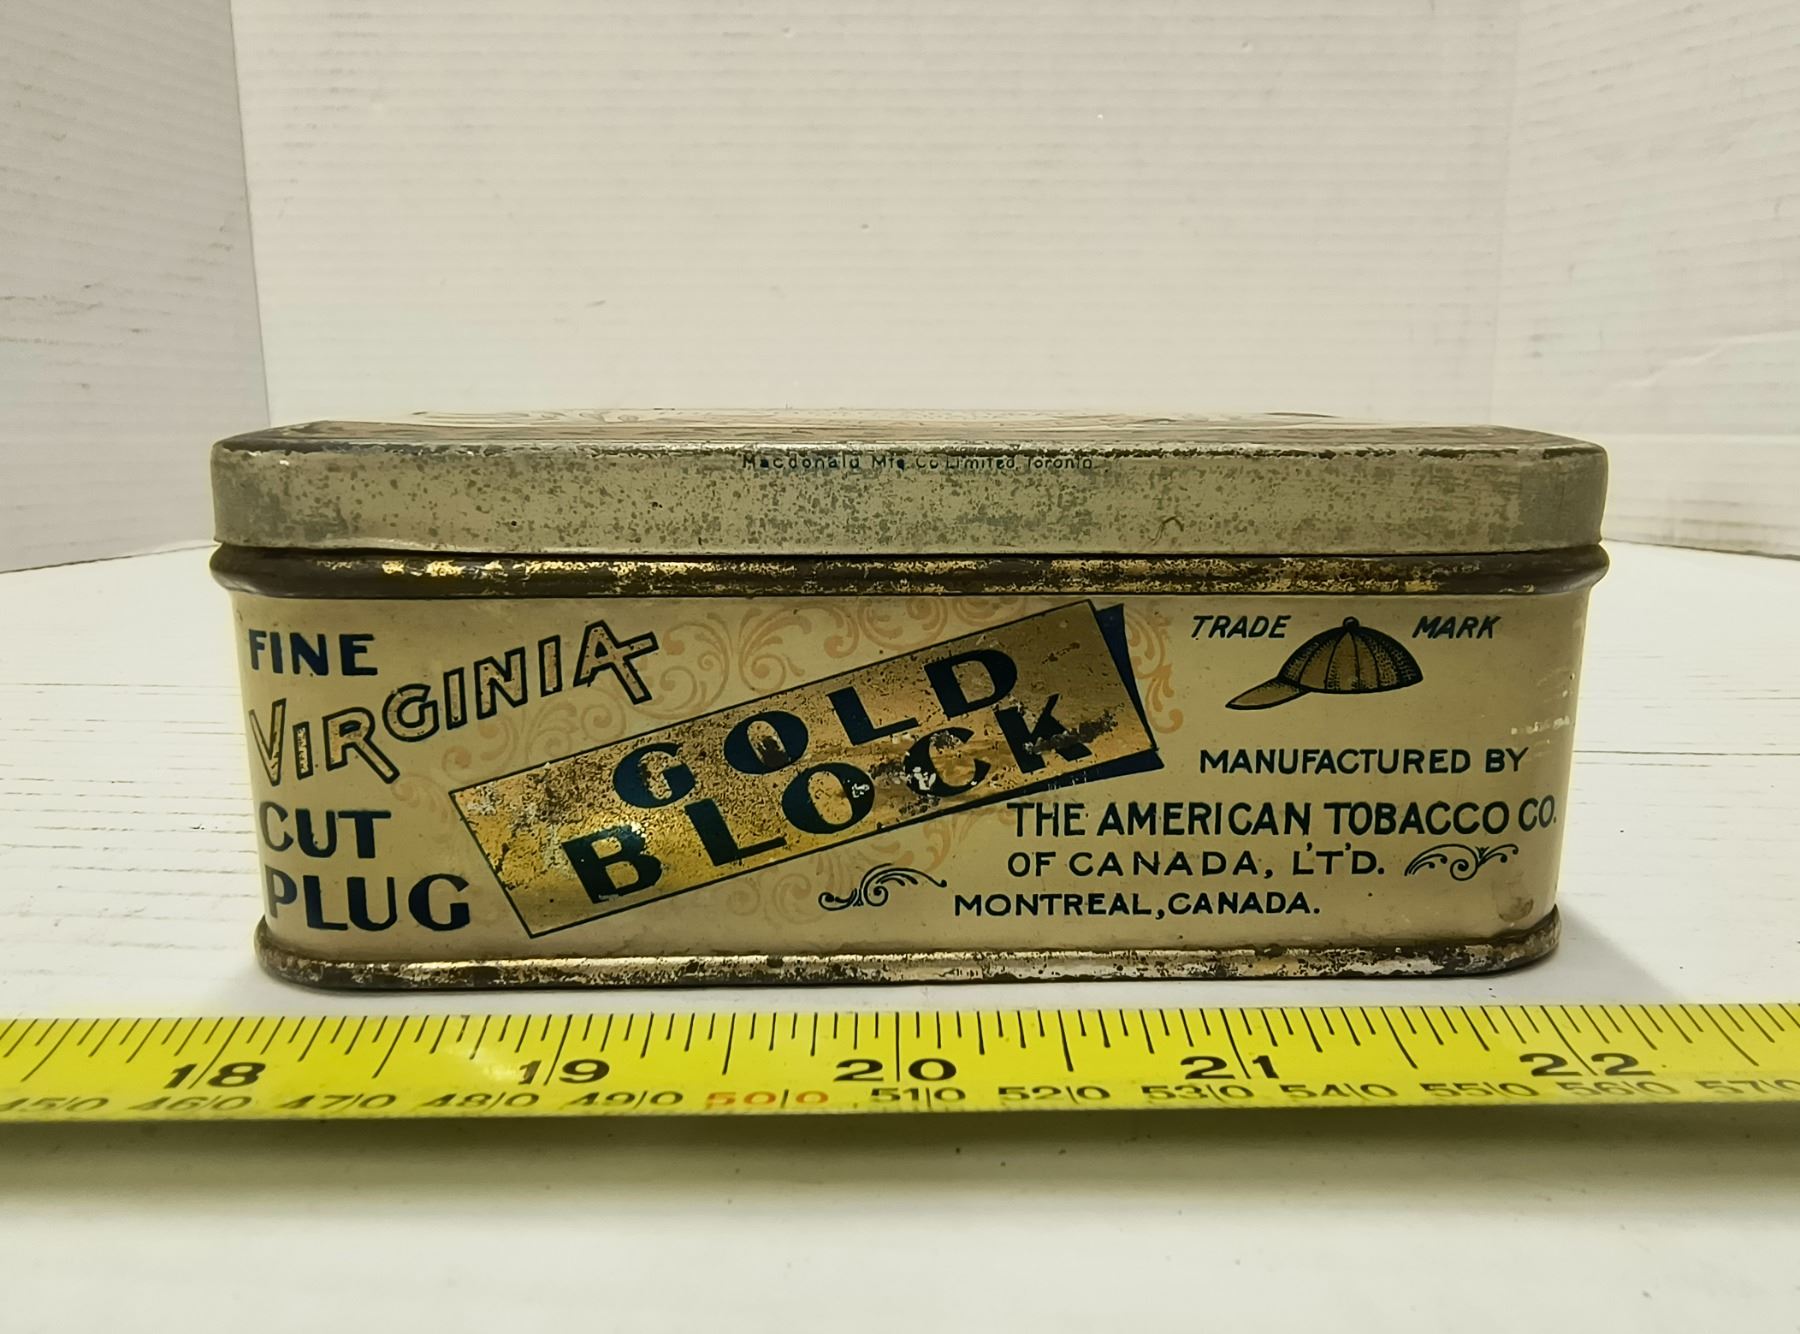 Macdonald Mfg. Co Limited, Toronto
FINE
VIRGINIA
CUT
PLUG
GOLD
BLOCK
TRADE MARK
MANUFACTURED BY
THE AMERICAN TOBACCO CO.
OF CANADA, L'T'D.
MONTREAL, CANADA.
18 19 20 21 22
450 460 470 480 490 500 510 520 530 540 550 560 570